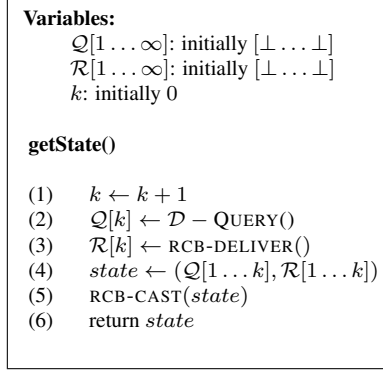 Variables:
𝒬[1 … ∞]: initially [⊥ … ⊥]
ℛ[1 … ∞]: initially [⊥ … ⊥]
k: initially 0
getState()
(1) k ← k + 1
(2) 𝒬[k] ← 𝒟 − QUERY()
(3) ℛ[k] ← RCB-DELIVER()
(4) state ← (𝒬[1 … k], ℛ[1 … k])
(5) RCB-CAST(state)
(6) return state